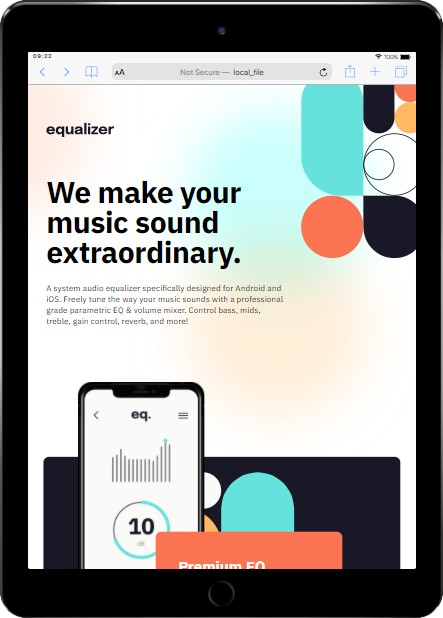 09:22
100%
AA
Not Secure — local_file
equalizer
We make your
music sound
extraordinary.
A system audio equalizer specifically designed for Android and
iOS. Freely tune the way your music sounds with a professional
grade parametric EQ & volume mixer. Control bass, mids,
treble, gain control, reverb, and more!
eq.
10
dB
Premium EQ